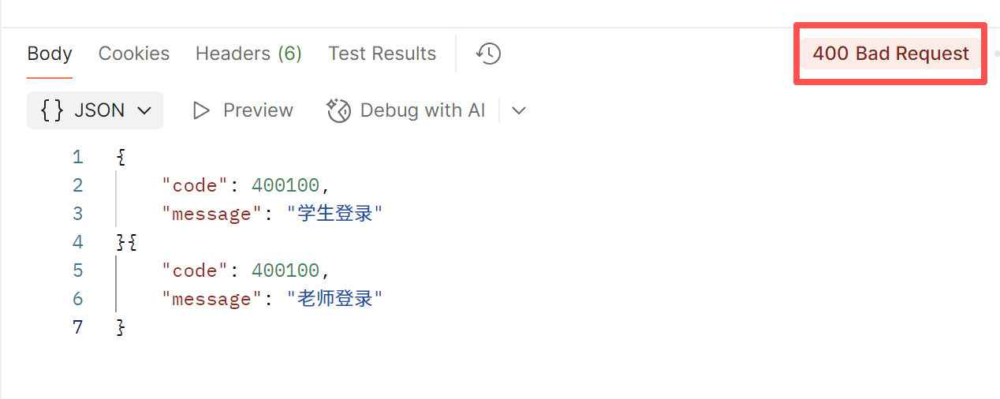 Body Cookies Headers (6) Test Results 400 Bad Request
{} JSON Preview Debug with AI
1 {
2 "code": 400100,
3 "message": "学生登录"
4 }{
5 "code": 400100,
6 "message": "老师登录"
7 }